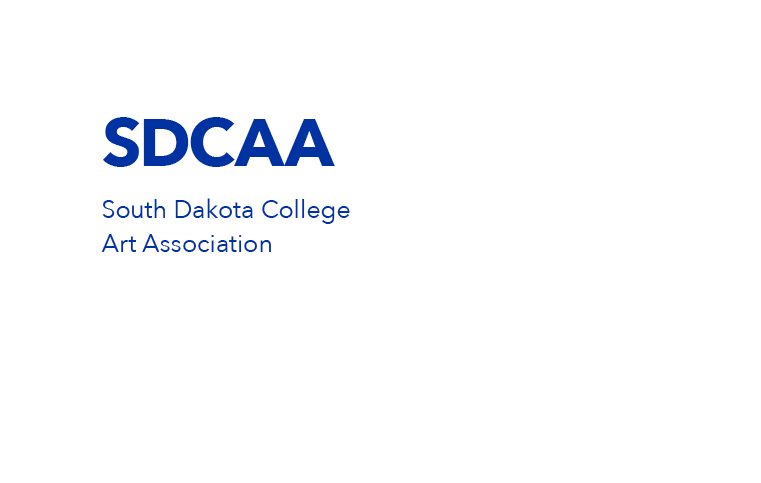 SDCAA
South Dakota College
Art Association